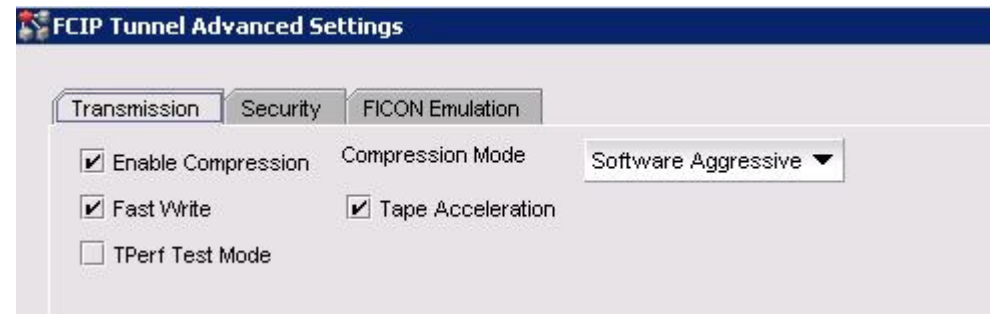 FCIP Tunnel Advanced Settings
Transmission Security FICON Emulation
Enable Compression Compression Mode Software Aggressive
Fast Write Tape Acceleration
TPerf Test Mode